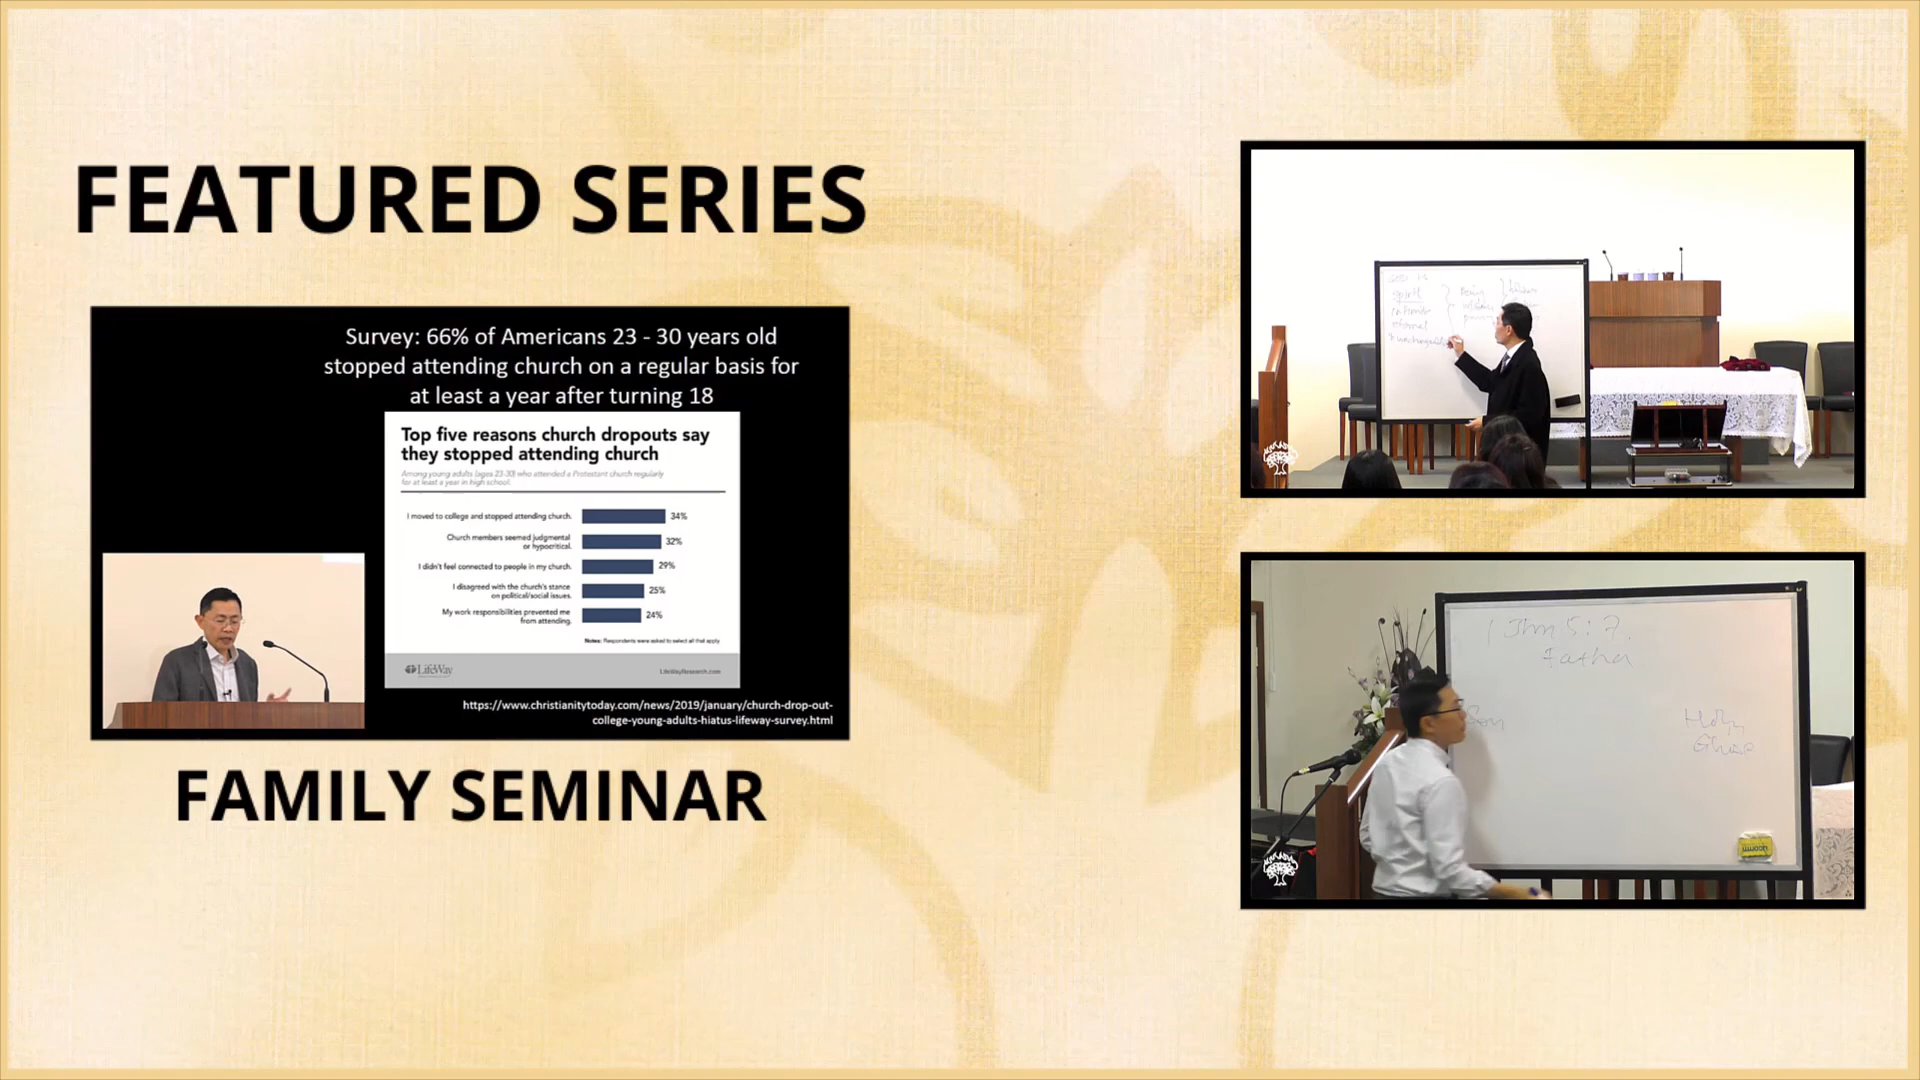 FEATURED SERIES
Survey: 66% of Americans 23 - 30 years old
stopped attending church on a regular basis for
at least a year after turning 18
Top five reasons church dropouts say
they stopped attending church
Among young adults (ages 23-30) who attended a Protestant church regularly
for at least a year in high school:
I moved to college and stopped attending church. 34%
Church members seemed judgmental
or hypocritical. 32%
I didn't feel connected to people in my church. 29%
I disagreed with the church's stance
on political/social issues. 25%
My work responsibilities prevented me
from attending. 24%
Notes: Respondents were asked to select all that apply.
LifeWay
LifeWayResearch.com
https://www.christianitytoday.com/news/2019/january/church-drop-out-
college-young-adults-hiatus-lifeway-survey.html
FAMILY SEMINAR
spirit
Being
eternal
1 John 5:7.
Father
Son
Holy